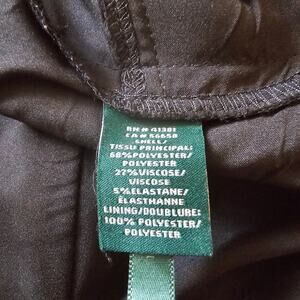 RN# 41381
CA# 56658
SHELL/
TISSU PRINCIPAL:
68%POLYESTER/
POLYESTER
27%VISCOSE/
VISCOSE
5%ELASTANE/
ÉLASTHANNE
LINING/DOUBLURE:
100% POLYESTER/
POLYESTER